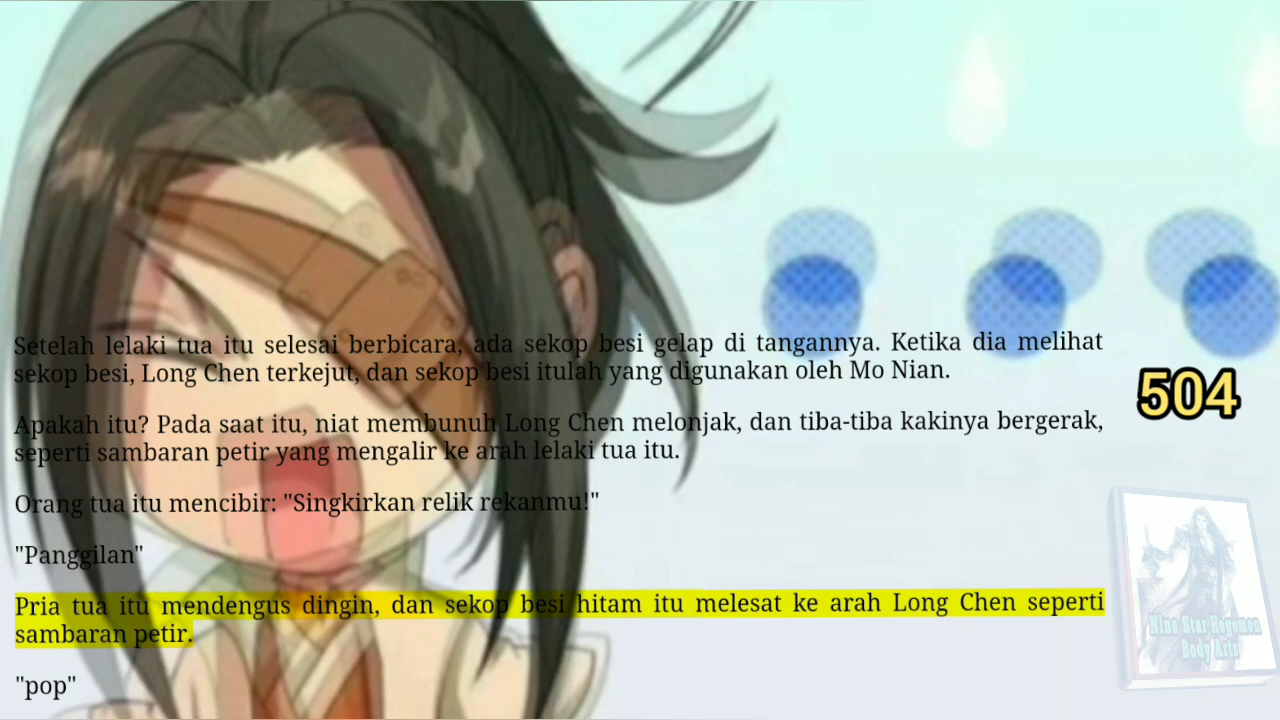 Setelah lelaki tua itu selesai berbicara, ada sekop besi gelap di tangannya. Ketika dia melihat
sekop besi, Long Chen terkejut, dan sekop besi itulah yang digunakan oleh Mo Nian.
504
Apakah itu? Pada saat itu, niat membunuh Long Chen melonjak, dan tiba-tiba kakinya bergerak,
seperti sambaran petir yang mengalir ke arah lelaki tua itu.
Orang tua itu mencibir: "Singkirkan relik rekanmu!"
"Panggilan"
Pria tua itu mendengus dingin, dan sekop besi hitam itu melesat ke arah Long Chen seperti
sambaran petir.
"pop"
Nine Star Hegemon
Body Arts